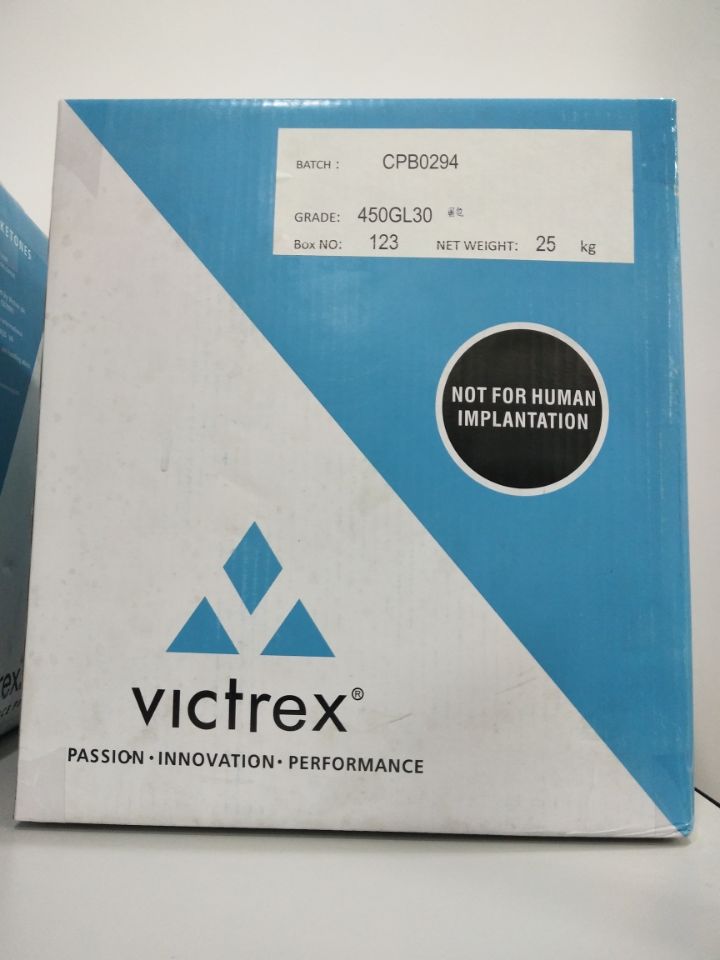 BATCH : CPB0294
GRADE: 450GL30
Box NO: 123 NET WEIGHT: 25 kg
NOT FOR HUMAN
IMPLANTATION
victrex®
PASSION · INNOVATION · PERFORMANCE
KETONES